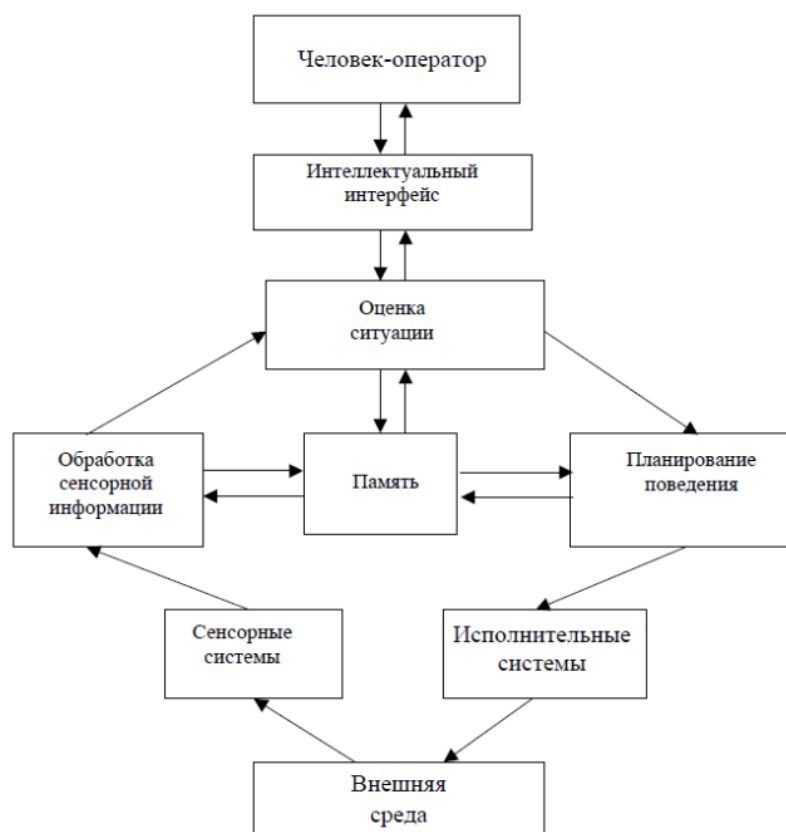 Человек-оператор
Интеллектуальный
интерфейс
Оценка
ситуации
Обработка
сенсорной
информации
Память
Планирование
поведения
Сенсорные
системы
Исполнительные
системы
Внешняя
среда